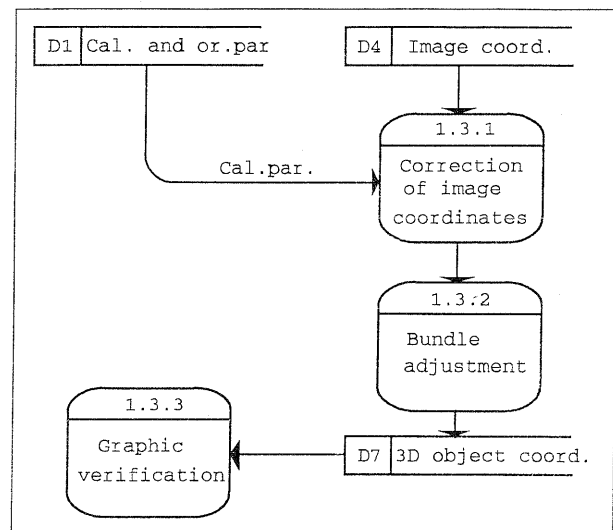 D1 Cal. and or.par
D4 Image coord.
1.3.1
Correction
of image
coordinates
Cal.par.
1.3.2
Bundle
adjustment
1.3.3
Graphic
verification
D7 3D object coord.